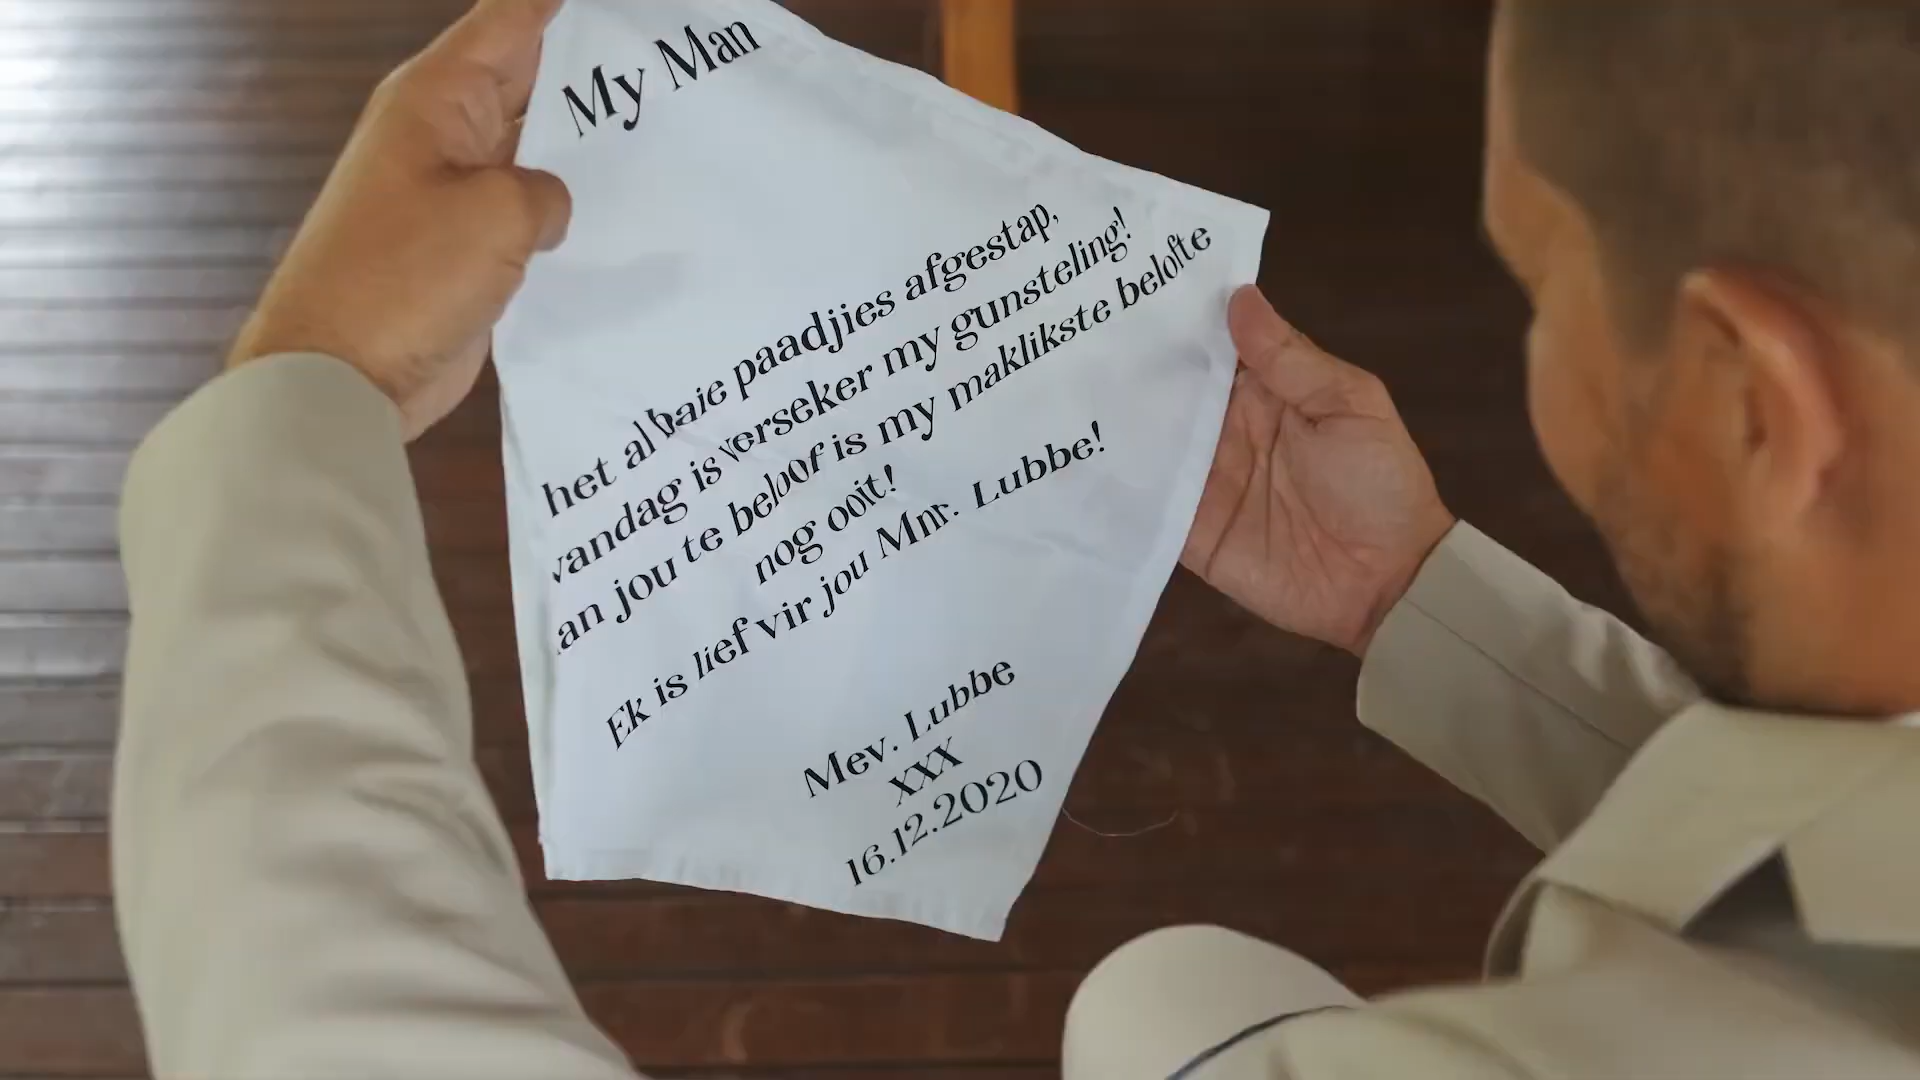 My Man
het al baie paadjies afgestap,
vandag is verseker my gunsteling!
an jou te beloof is my maklikste belofte
nog ooit!
Ek is lief vir jou Mnr. Lubbe!
Mev. Lubbe
XXX
16.12.2020